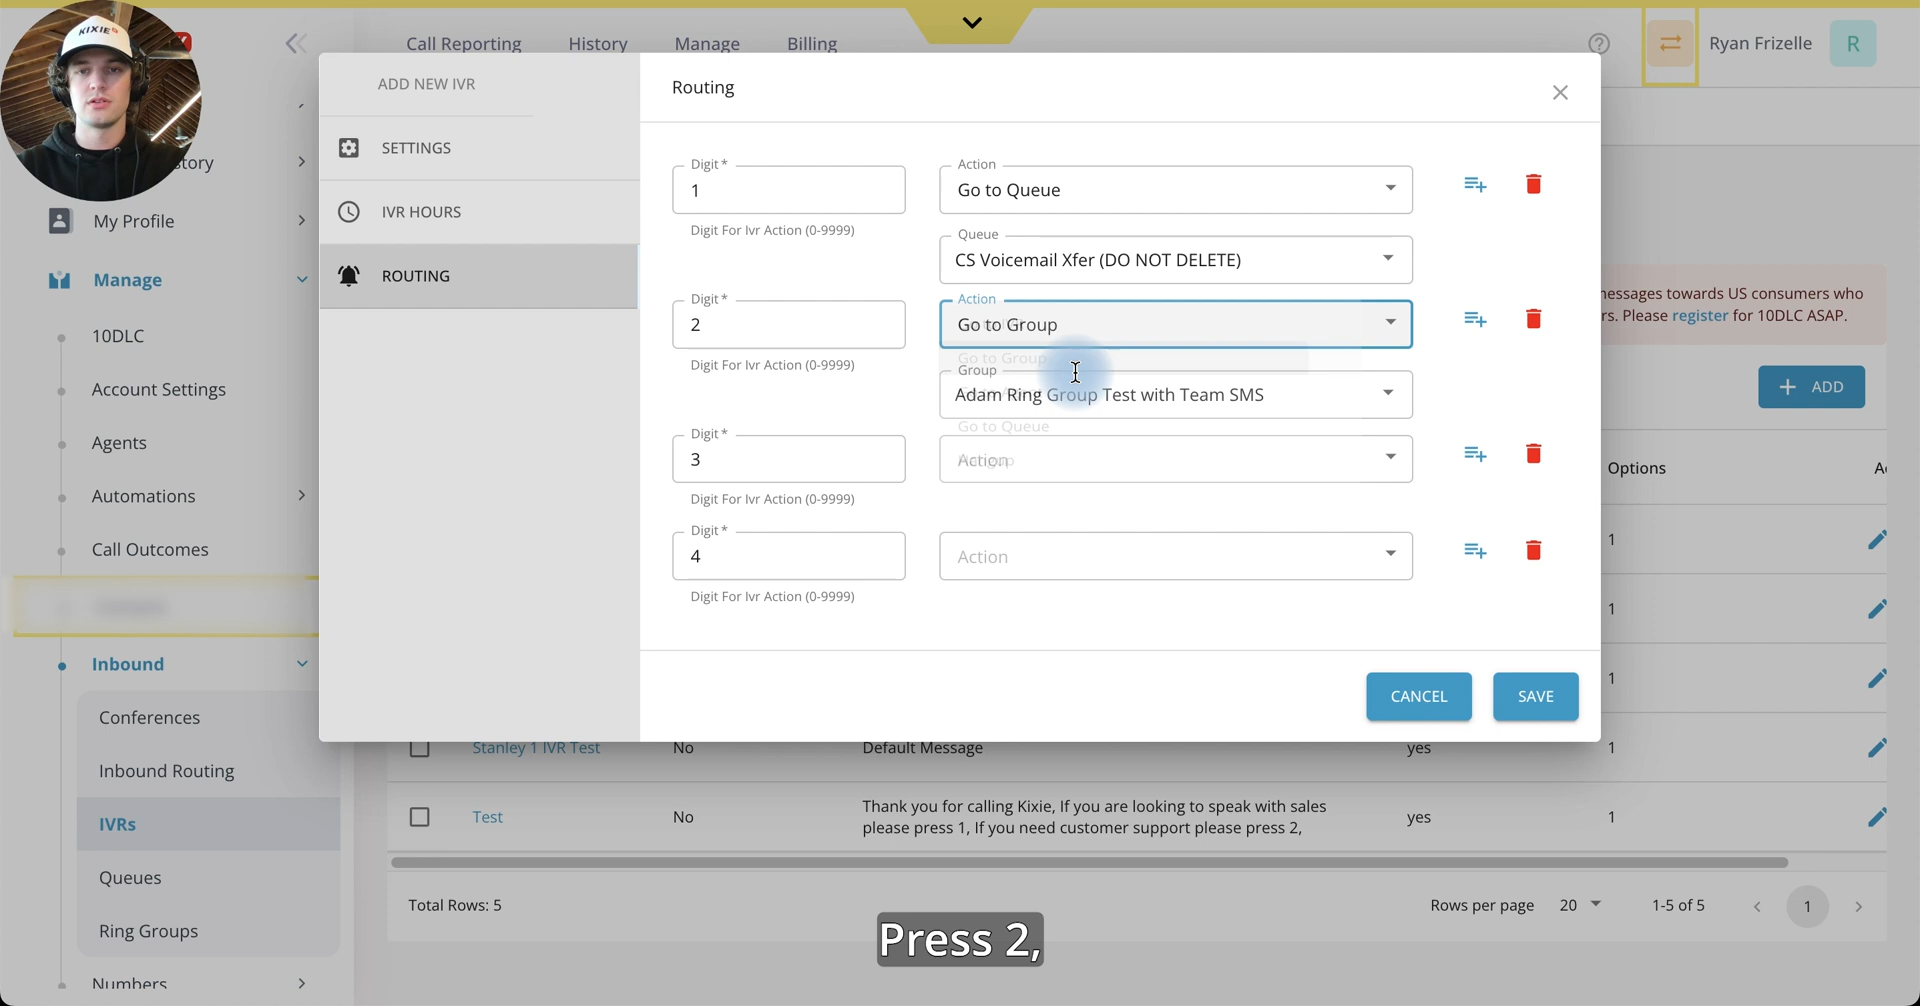 KIXIE
Call Reporting
History
Manage
Billing
Ryan Frizelle
R
story
My Profile
Manage
10DLC
Account Settings
Agents
Automations
Call Outcomes
Inbound
Conferences
Inbound Routing
IVRs
Queues
Ring Groups
Numbers
ADD NEW IVR
SETTINGS
IVR HOURS
ROUTING
Routing
Digit*
1
Digit For Ivr Action (0-9999)
Action
Go to Queue
Queue
CS Voicemail Xfer (DO NOT DELETE)
Digit*
2
Digit For Ivr Action (0-9999)
Action
Go to Group
Go to Group
Group
Adam Ring Group Test with Team SMS
Go to Queue
Digit*
3
Digit For Ivr Action (0-9999)
Action
Digit*
4
Digit For Ivr Action (0-9999)
Action
CANCEL
SAVE
messages towards US consumers who
rs. Please register for 10DLC ASAP.
ADD
Options
1
1
1
Stanley 1 IVR Test
No
Default Message
yes
1
Test
No
Thank you for calling Kixie, If you are looking to speak with sales
please press 1, If you need customer support please press 2,
yes
1
Total Rows: 5
Rows per page
20
1-5 of 5
1
Press 2,